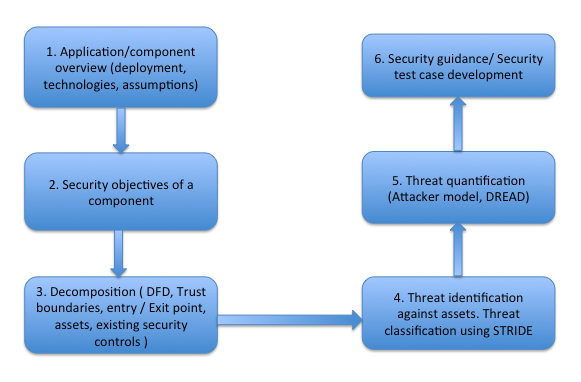 1. Application/component
overview (deployment,
technologies, assumptions)
2. Security objectives of a
component
3. Decomposition ( DFD, Trust
boundaries, entry / Exit point,
assets, existing security
controls )
4. Threat identification
against assets. Threat
classification using STRIDE
5. Threat quantification
(Attacker model, DREAD)
6. Security guidance/ Security
test case development